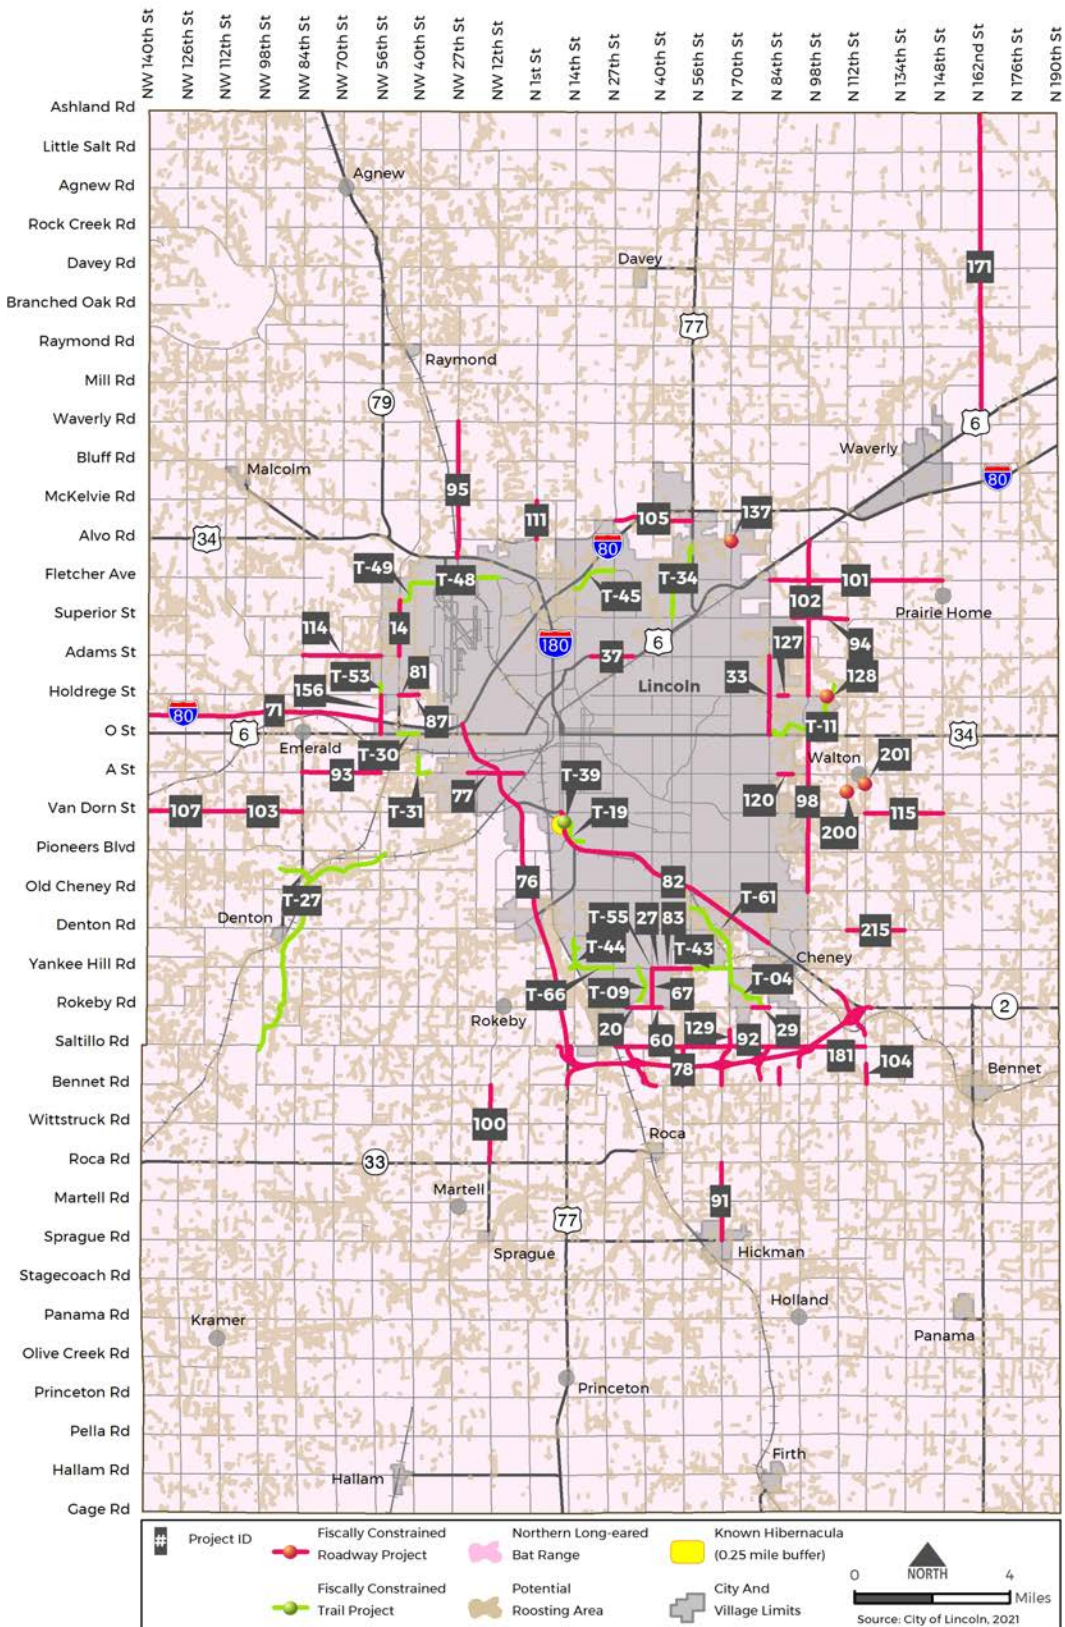 NW 140th St
NW 126th St
NW 112th St
NW 98th St
NW 84th St
NW 70th St
NW 56th St
NW 40th St
NW 27th St
NW 12th St
N 1st St
N 14th St
N 27th St
N 40th St
N 56th St
N 70th St
N 84th St
N 98th St
N 112th St
N 134th St
N 148th St
N 162nd St
N 176th St
N 190th St
Ashland Rd
Little Salt Rd
Agnew Rd
Rock Creek Rd
Davey Rd
Branched Oak Rd
Raymond Rd
Mill Rd
Waverly Rd
Bluff Rd
McKelvie Rd
Alvo Rd
Fletcher Ave
Superior St
Adams St
Holdrege St
O St
A St
Van Dorn St
Pioneers Blvd
Old Cheney Rd
Denton Rd
Yankee Hill Rd
Rokeby Rd
Saltillo Rd
Bennet Rd
Wittstruck Rd
Roca Rd
Martell Rd
Sprague Rd
Stagecoach Rd
Panama Rd
Olive Creek Rd
Princeton Rd
Pella Rd
Hallam Rd
Gage Rd
Agnew
Davey
171
77
Raymond
79
6
Waverly
Malcolm
80
95
111
105
137
34
80
T-49
T-48
T-45
T-34
101
102
Prairie Home
114
14
180
6
127
94
37
T-53
81
128
Lincoln
33
156
71
87
80
T-11
6
34
Emerald
T-30
Walton
201
93
T-39
77
T-31
120
98
107
103
T-19
115
200
76
82
T-27
T-61
Denton
T-55
27
83
215
T-44
T-43
Cheney
T-66
T-09
67
T-04
2
Rokeby
20
60
129
92
29
181
104
78
Bennet
100
Roca
33
Martell
91
77
Sprague
Hickman
Holland
Kramer
Panama
Princeton
Firth
Hallam
# Project ID
Fiscally Constrained
Roadway Project
Northern Long-eared
Bat Range
Known Hibernacula
(0.25 mile buffer)
Fiscally Constrained
Trail Project
Potential
Roosting Area
City And
Village Limits
NORTH
0 4
Miles
Source: City of Lincoln, 2021